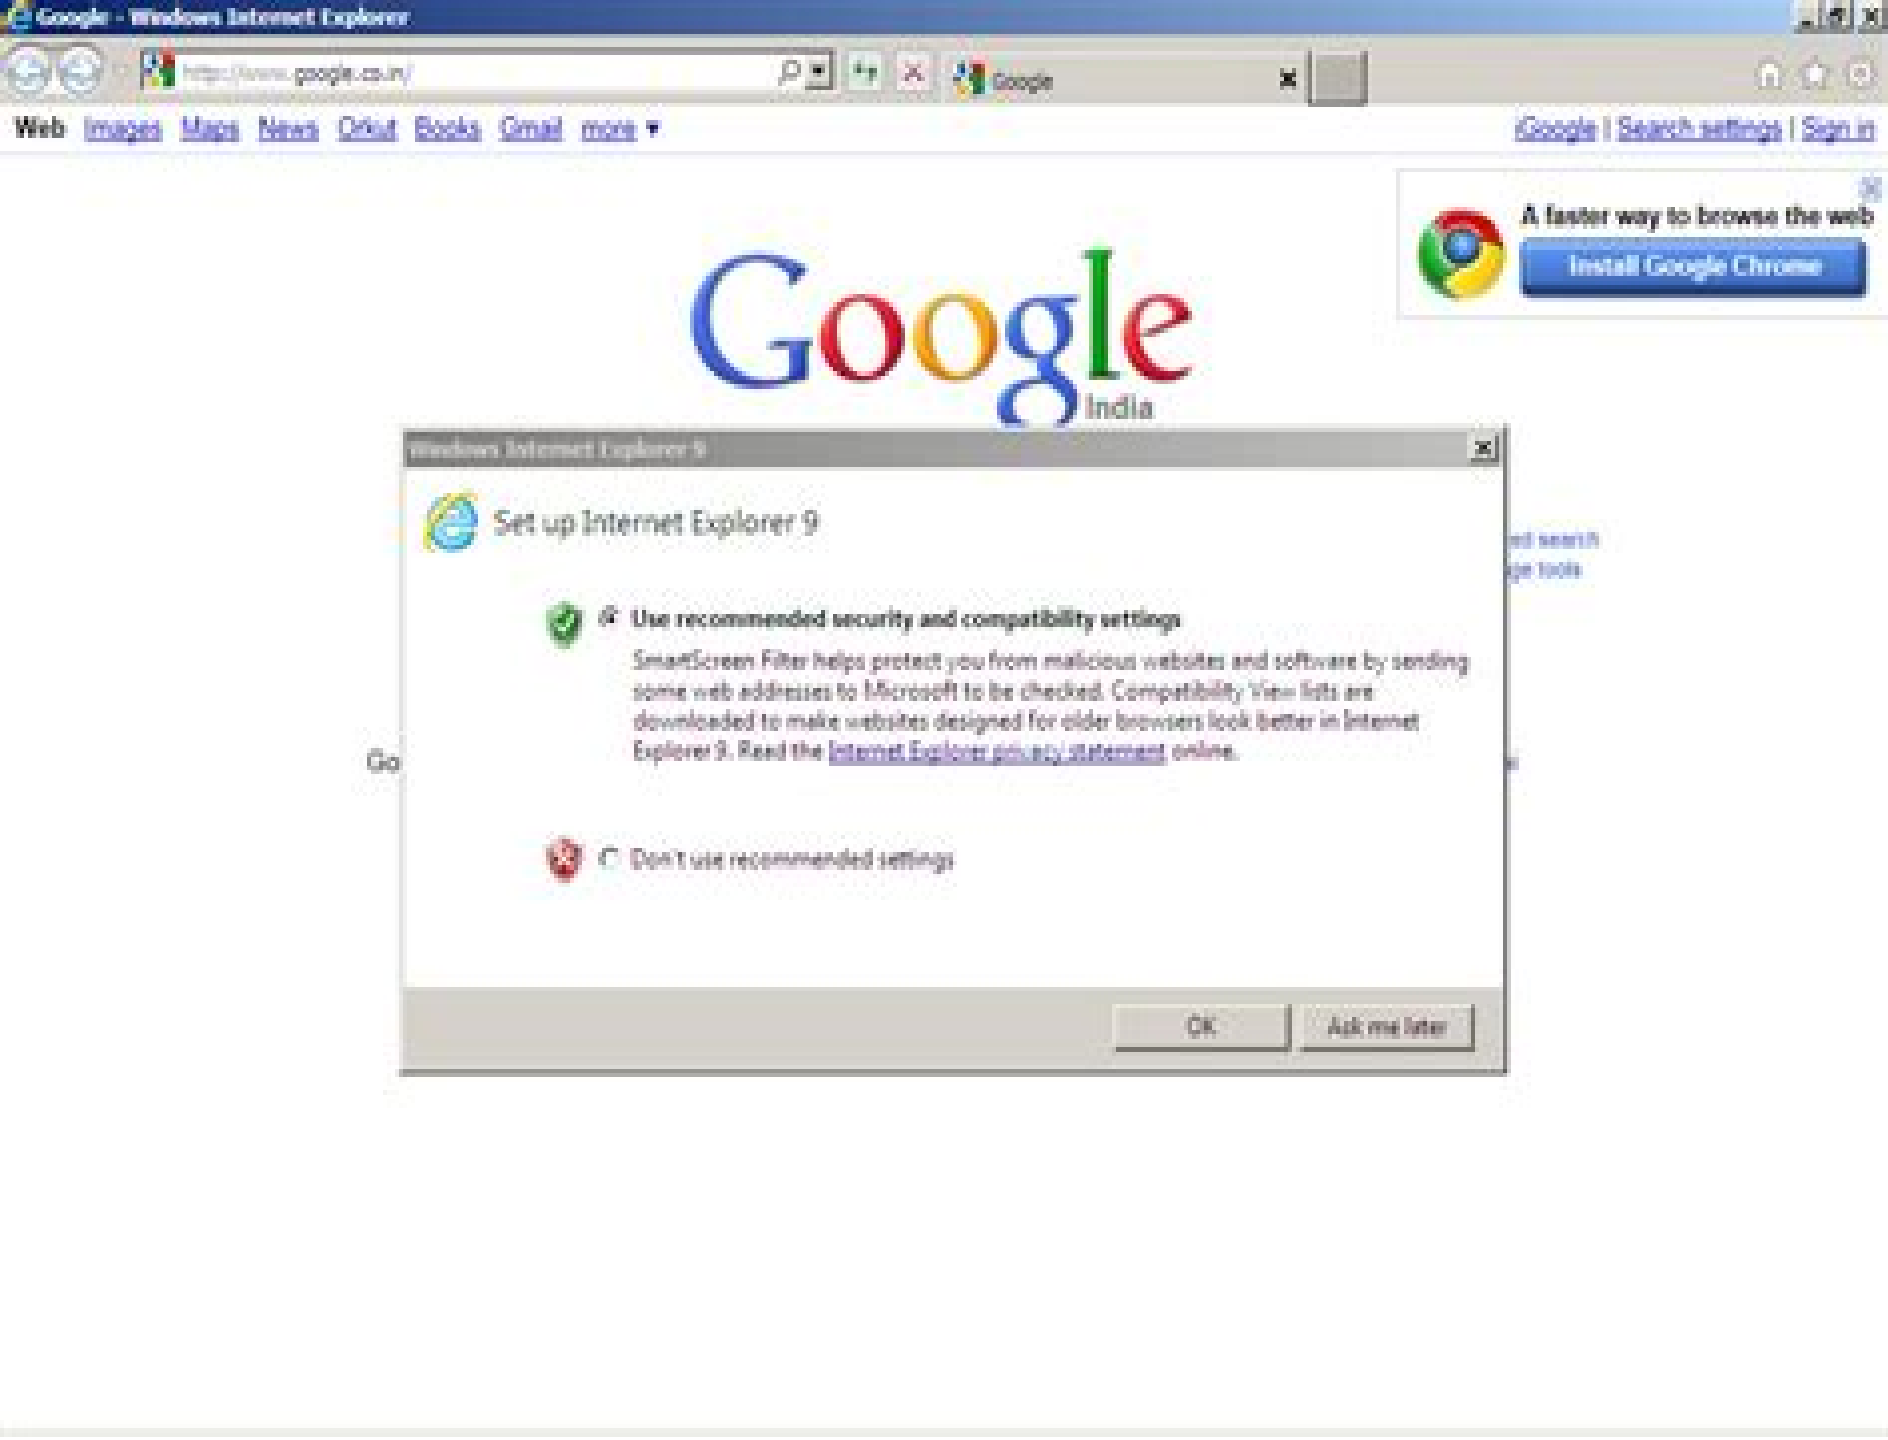 Google - Windows Internet Explorer
http://www.google.co.in/
Google
Web Images Maps News Orkut Books Gmail more ▼
iGoogle | Search settings | Sign in
A faster way to browse the web
Install Google Chrome
Google
India
Windows Internet Explorer 9
Set up Internet Explorer 9
ed search
ge tools
Use recommended security and compatibility settings
SmartScreen Filter helps protect you from malicious websites and software by sending
some web addresses to Microsoft to be checked. Compatibility View lists are
downloaded to make websites designed for older browsers look better in Internet
Explorer 9. Read the Internet Explorer privacy statement online.
Go
Don't use recommended settings
OK
Ask me later